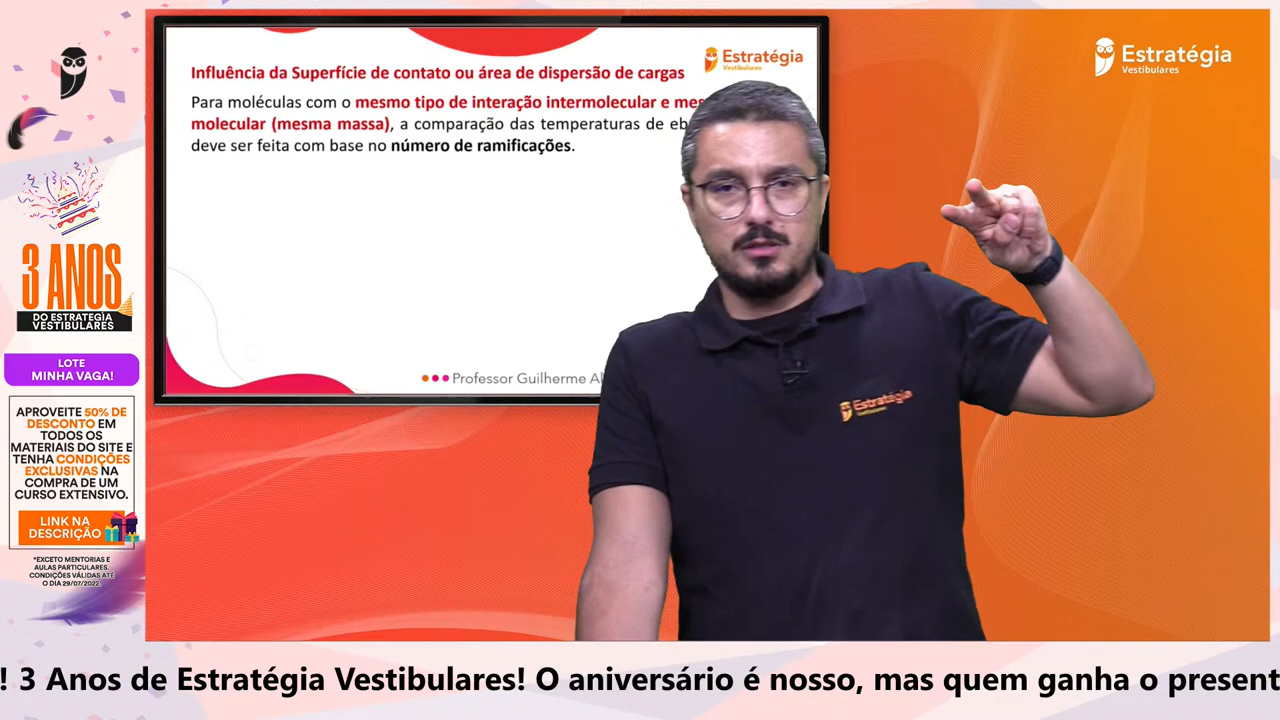 Influência da Superfície de contato ou área de dispersão de cargas
Para moléculas com o mesmo tipo de interação intermolecular e
molecular (mesma massa), a comparação das temperaturas de
deve ser feita com base no número de ramificações.
Professor Guilherme
Estratégia
Vestibulares
Estratégia
Vestibulares
Estratégia
Vestibulares
3 ANOS
DO ESTRATEGIA
VESTIBULARES
LOTE
MINHA VAGA!
APROVEITE 50% DE
DESCONTO EM
TODOS OS
MATERIAIS DO SITE E
TENHA CONDIÇÕES
EXCLUSIVAS NA
COMPRA DE UM
CURSO EXTENSIVO.
LINK NA
DESCRIÇÃO
*EXCETO MENTORIAS E
AULAS PARTICULARES.
CONDIÇÕES VÁLIDAS ATÉ
O DIA 29/07/2022.
! 3 Anos de Estratégia Vestibulares! O aniversário é nosso, mas quem ganha o present